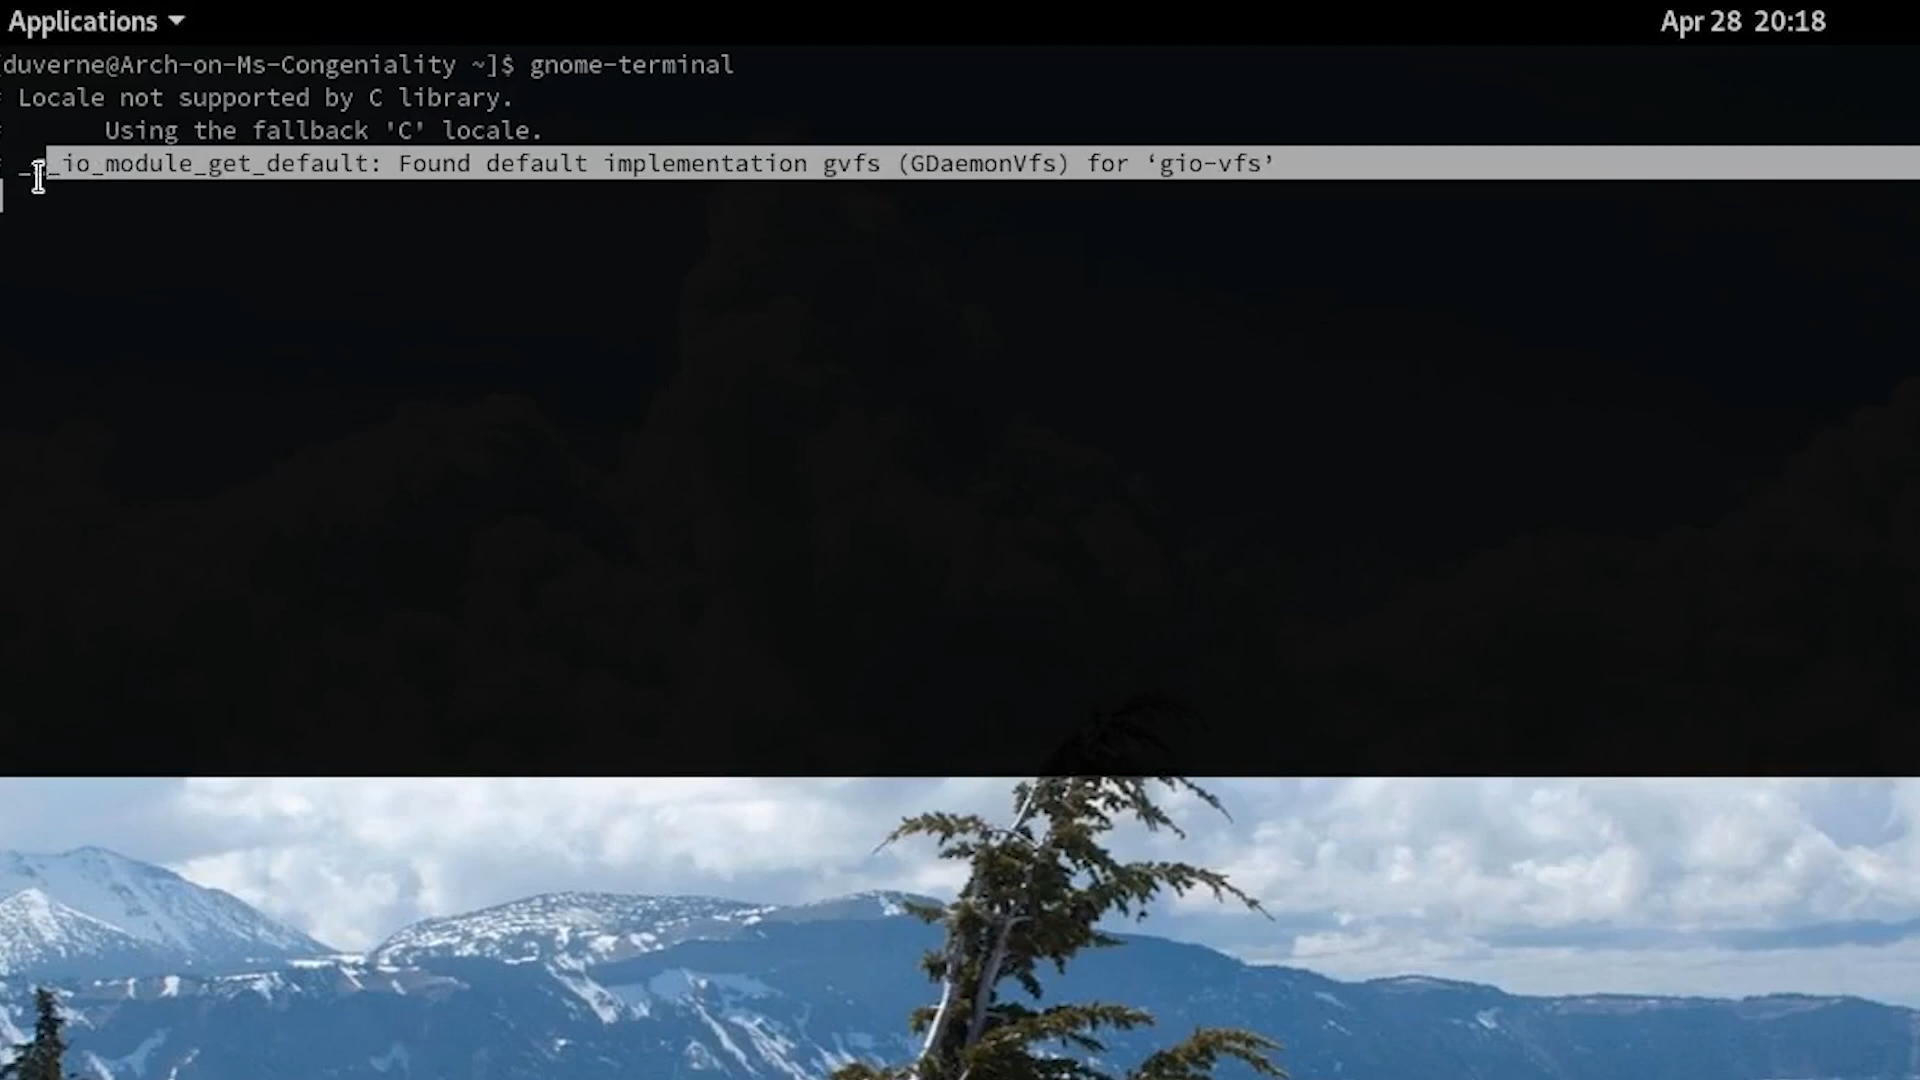 Applications
Apr 28 20:18
[duverne@Arch-on-Ms-Congeniality ~]$ gnome-terminal
# Locale not supported by C library.
# Using the fallback 'C' locale.
_io_module_get_default: Found default implementation gvfs (GDaemonVfs) for ‘gio-vfs’